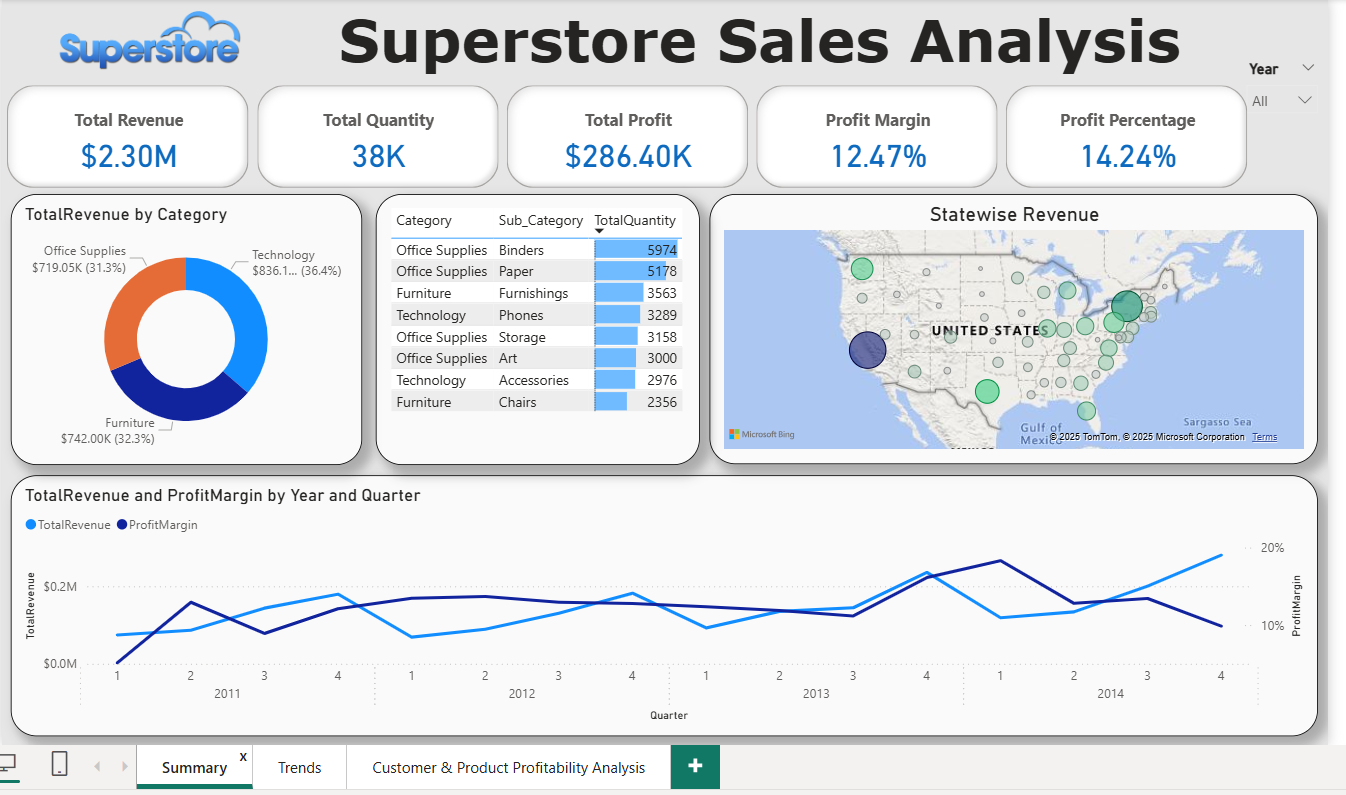 Superstore
Superstore Sales Analysis
Year
All
Total Revenue
$2.30M
Total Quantity
38K
Total Profit
$286.40K
Profit Margin
12.47%
Profit Percentage
14.24%
TotalRevenue by Category
Office Supplies
$719.05K (31.3%)
Technology
$836.1... (36.4%)
Furniture
$742.00K (32.3%)
Category Sub_Category TotalQuantity
Office Supplies Binders 5974
Office Supplies Paper 5178
Furniture Furnishings 3563
Technology Phones 3289
Office Supplies Storage 3158
Office Supplies Art 3000
Technology Accessories 2976
Furniture Chairs 2356
Statewise Revenue
UNITED STATES
Sargasso Sea
Gulf of
Mexico
Microsoft Bing
© 2025 TomTom, © 2025 Microsoft Corporation Terms
TotalRevenue and ProfitMargin by Year and Quarter
TotalRevenue ProfitMargin
TotalRevenue
$0.2M
$0.0M
20%
10%
ProfitMargin
1 2 3 4 1 2 3 4 1 2 3 4 1 2 3 4
2011 2012 2013 2014
Quarter
Summary x
Trends
Customer & Product Profitability Analysis
+